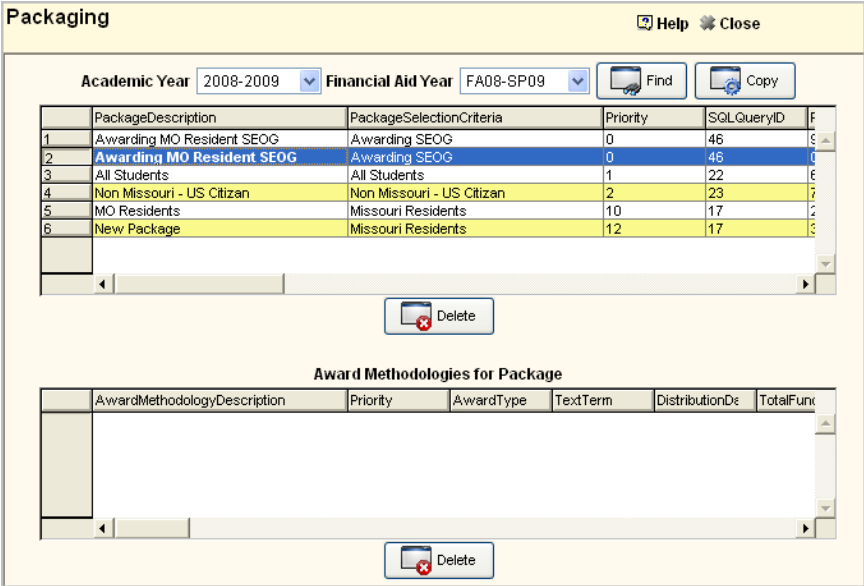 Packaging
Help Close
Academic Year 2008-2009 Financial Aid Year FA08-SP09 Find Copy
PackageDescription PackageSelectionCriteria Priority SQLQueryID
1 Awarding MO Resident SEOG Awarding SEOG 0 46
2 Awarding MO Resident SEOG Awarding SEOG 0 46
3 All Students All Students 1 22
4 Non Missouri - US Citizan Non Missouri - US Citizan 2 23
5 MO Residents Missouri Residents 10 17
6 New Package Missouri Residents 12 17
Delete
Award Methodologies for Package
AwardMethodologyDescription Priority AwardType TextTerm DistributionDe TotalFund
Delete